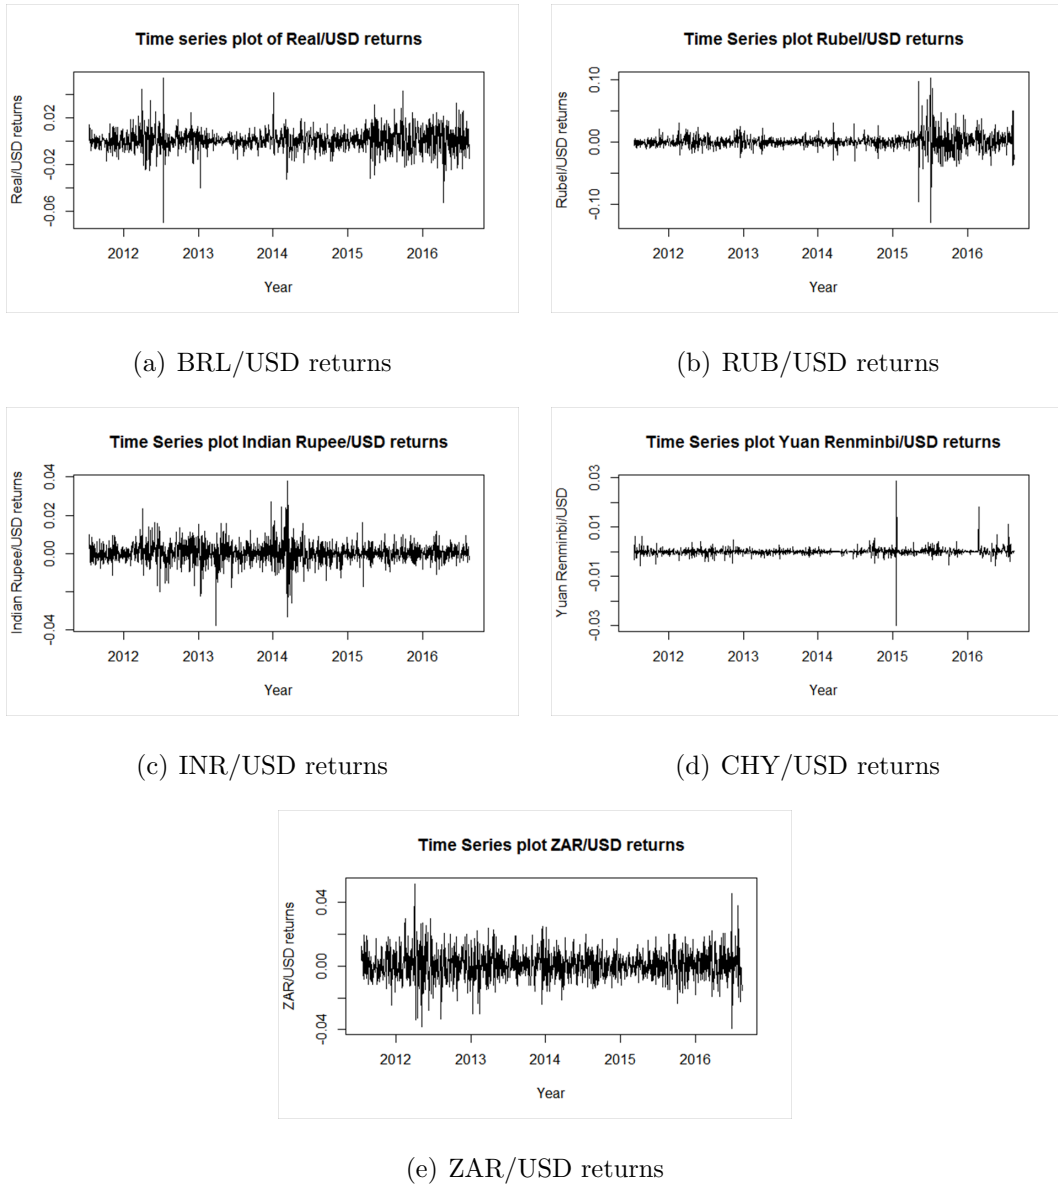 Time series plot of Real/USD returns
Real/USD returns
0.02
-0.02
-0.06
2012 2013 2014 2015 2016
Year
(a) BRL/USD returns
Time Series plot Rubel/USD returns
Rubel/USD returns
0.10
0.00
-0.10
2012 2013 2014 2015 2016
Year
(b) RUB/USD returns
Time Series plot Indian Rupee/USD returns
Indian Rupee/USD returns
0.04
0.02
0.00
-0.04
2012 2013 2014 2015 2016
Year
(c) INR/USD returns
Time Series plot Yuan Renminbi/USD returns
Yuan Renminbi/USD
0.03
0.01
-0.01
-0.03
2012 2013 2014 2015 2016
Year
(d) CHY/USD returns
Time Series plot ZAR/USD returns
ZAR/USD returns
0.04
0.00
-0.04
2012 2013 2014 2015 2016
Year
(e) ZAR/USD returns